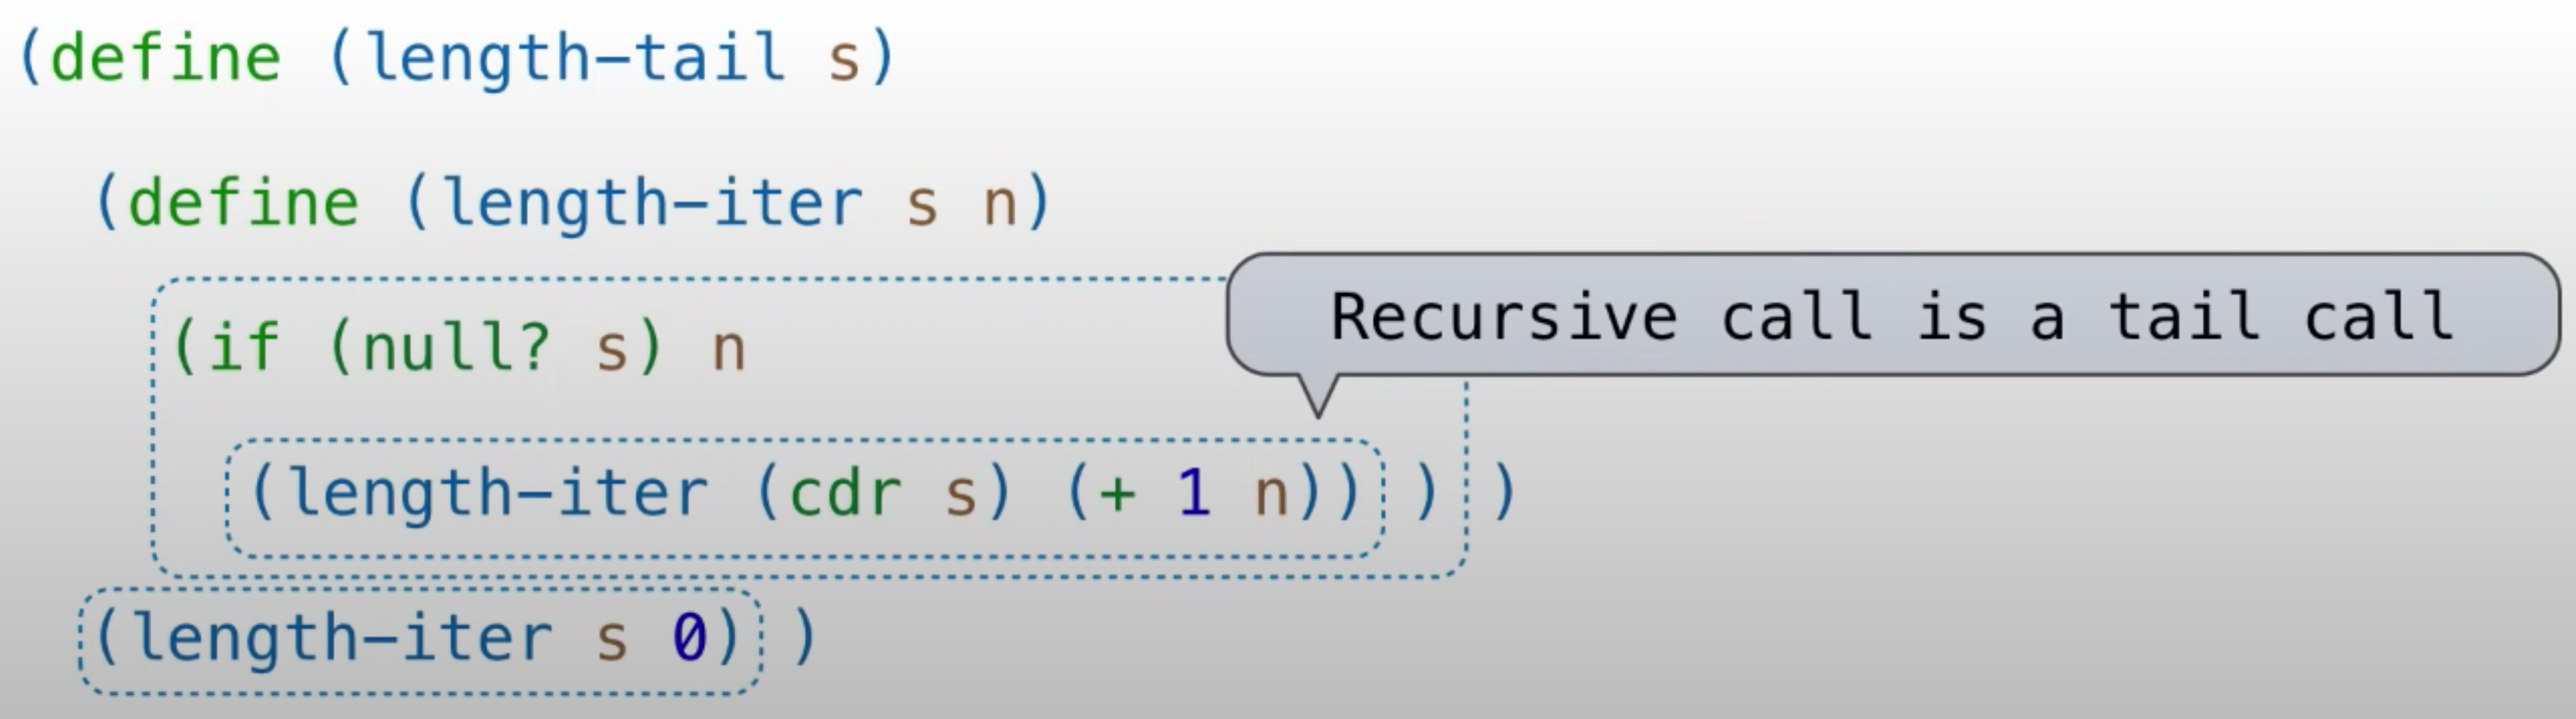 (define (length-tail s)
(define (length-iter s n)
Recursive call is a tail call
(if (null? s) n
(length-iter (cdr s) (+ 1 n)) ) )
(length-iter s 0) )